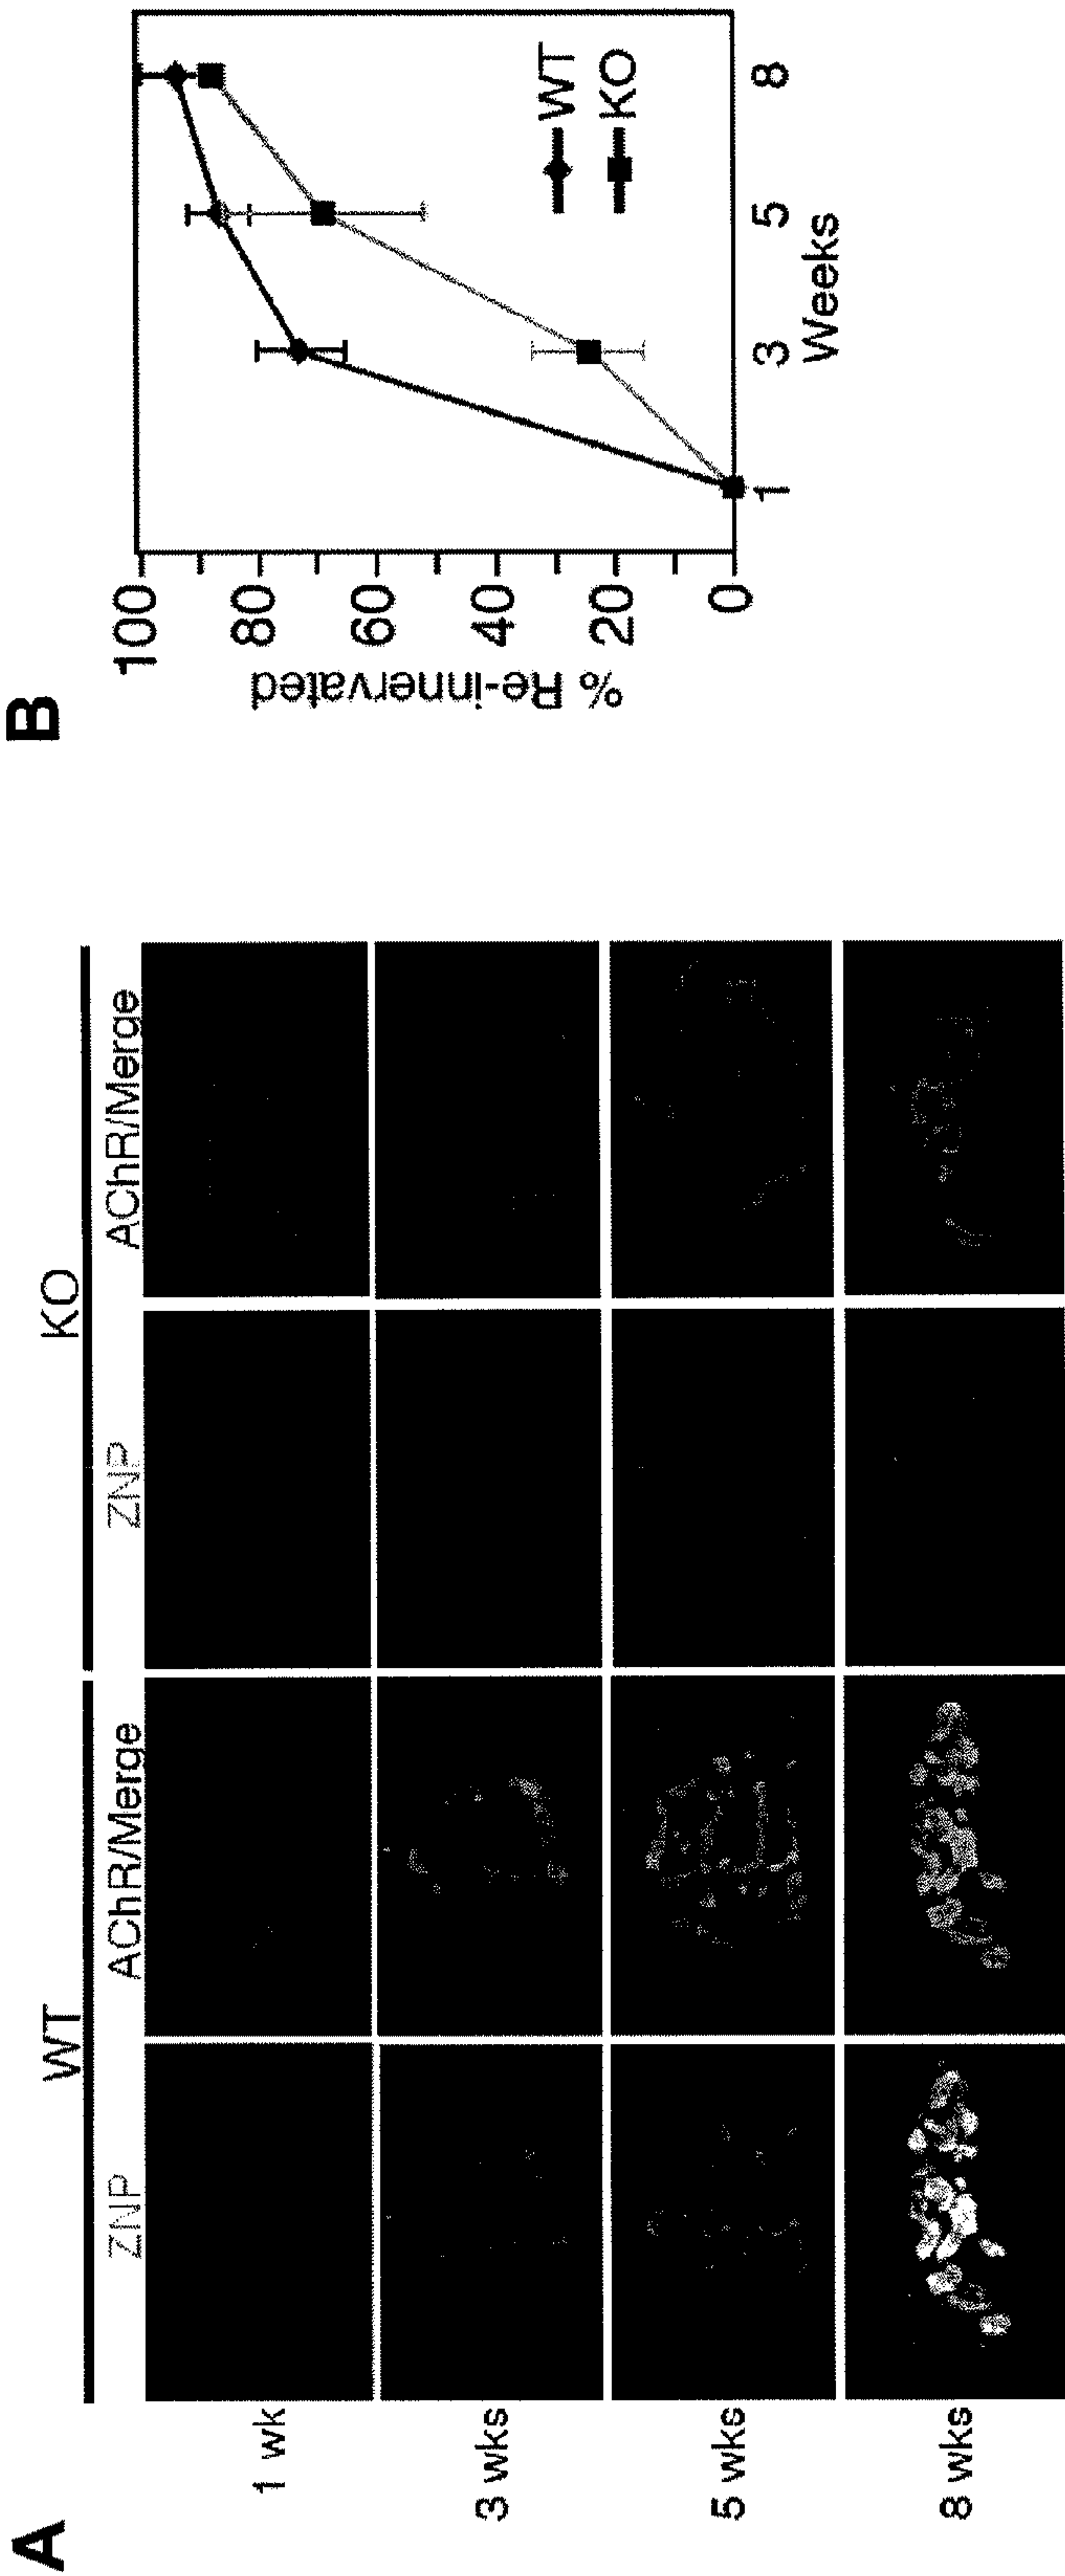 A
WT
KO
ZNP
AChR/Merge
ZNP
AChR/Merge
1 wk
3 wks
5 wks
8 wks
B
% Re-innervated
100
80
60
40
20
0
WT
KO
1
3
5
8
Weeks